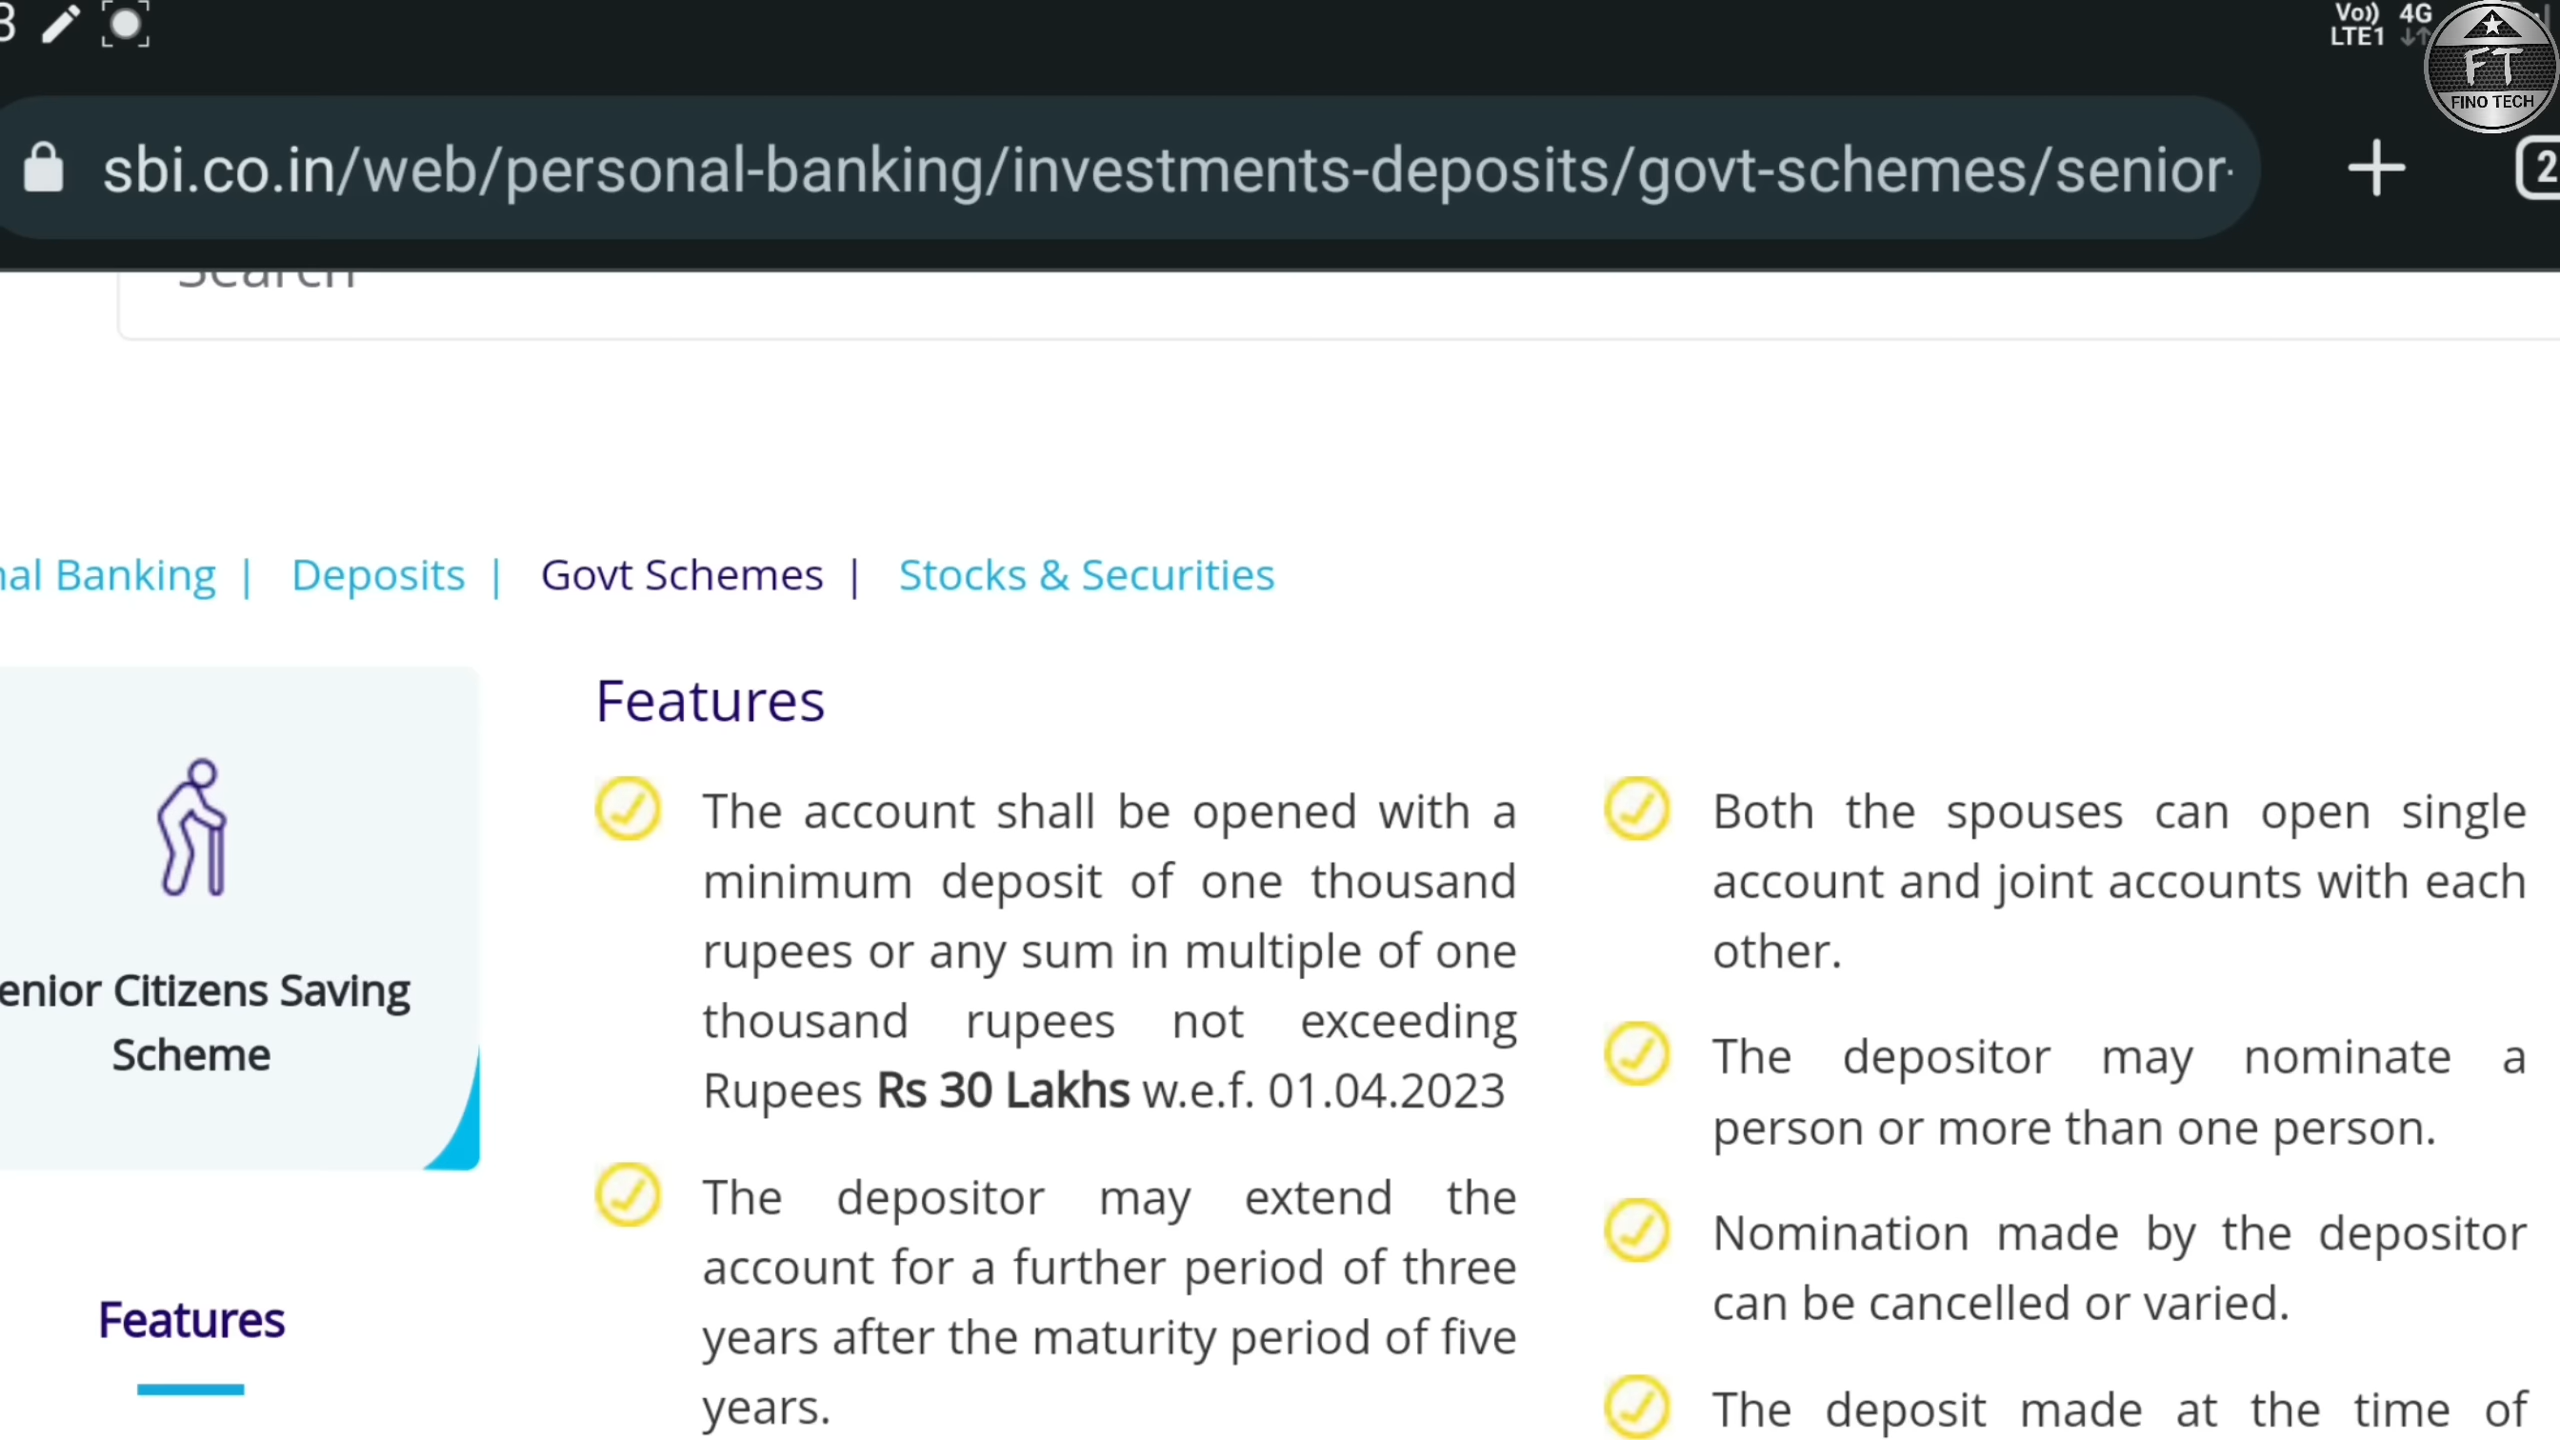 3
Vo)) 4G
LTE1
FT
FINO TECH
sbi.co.in/web/personal-banking/investments-deposits/govt-schemes/senior-
2
Search
nal Banking | Deposits | Govt Schemes | Stocks & Securities
enior Citizens Saving
Scheme
Features
Features
The account shall be opened with a
minimum deposit of one thousand
rupees or any sum in multiple of one
thousand rupees not exceeding
Rupees Rs 30 Lakhs w.e.f. 01.04.2023
The depositor may extend the
account for a further period of three
years after the maturity period of five
years.
Both the spouses can open single
account and joint accounts with each
other.
The depositor may nominate a
person or more than one person.
Nomination made by the depositor
can be cancelled or varied.
The deposit made at the time of